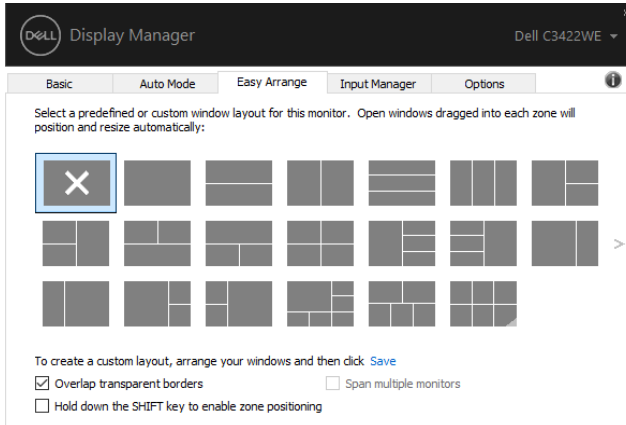 DELL Display Manager
Dell C3422WE
Basic Auto Mode Easy Arrange Input Manager Options
Select a predefined or custom window layout for this monitor. Open windows dragged into each zone will
position and resize automatically:
To create a custom layout, arrange your windows and then click Save
Overlap transparent borders
Span multiple monitors
Hold down the SHIFT key to enable zone positioning